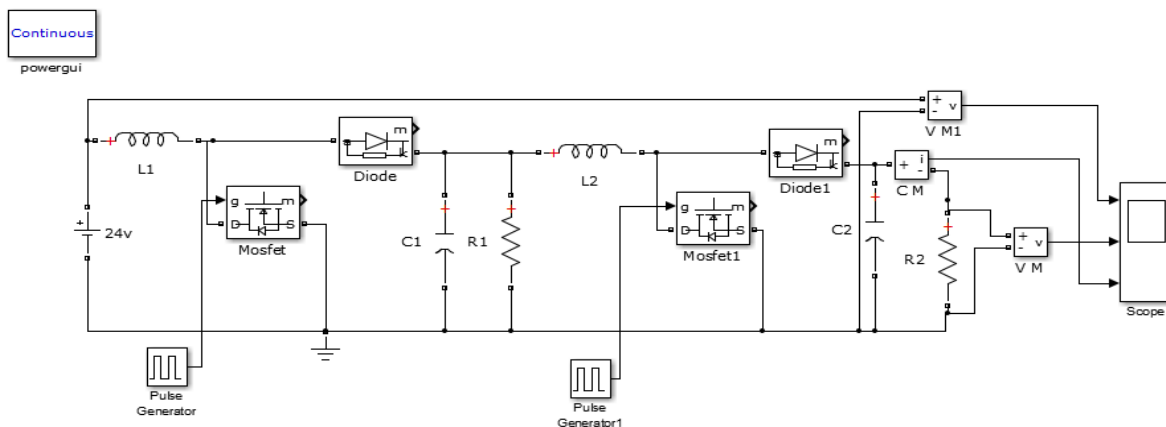 Continuous
powergui
+
-
v
V M1
L1
m
k
Diode
L2
m
k
Diode1
+
i
-
C M
g
m
D
S
Mosfet
24v
+
C1
R1
g
m
D
S
Mosfet1
C2
R2
+
-
v
V M
Scope
Pulse
Generator
Pulse
Generator1